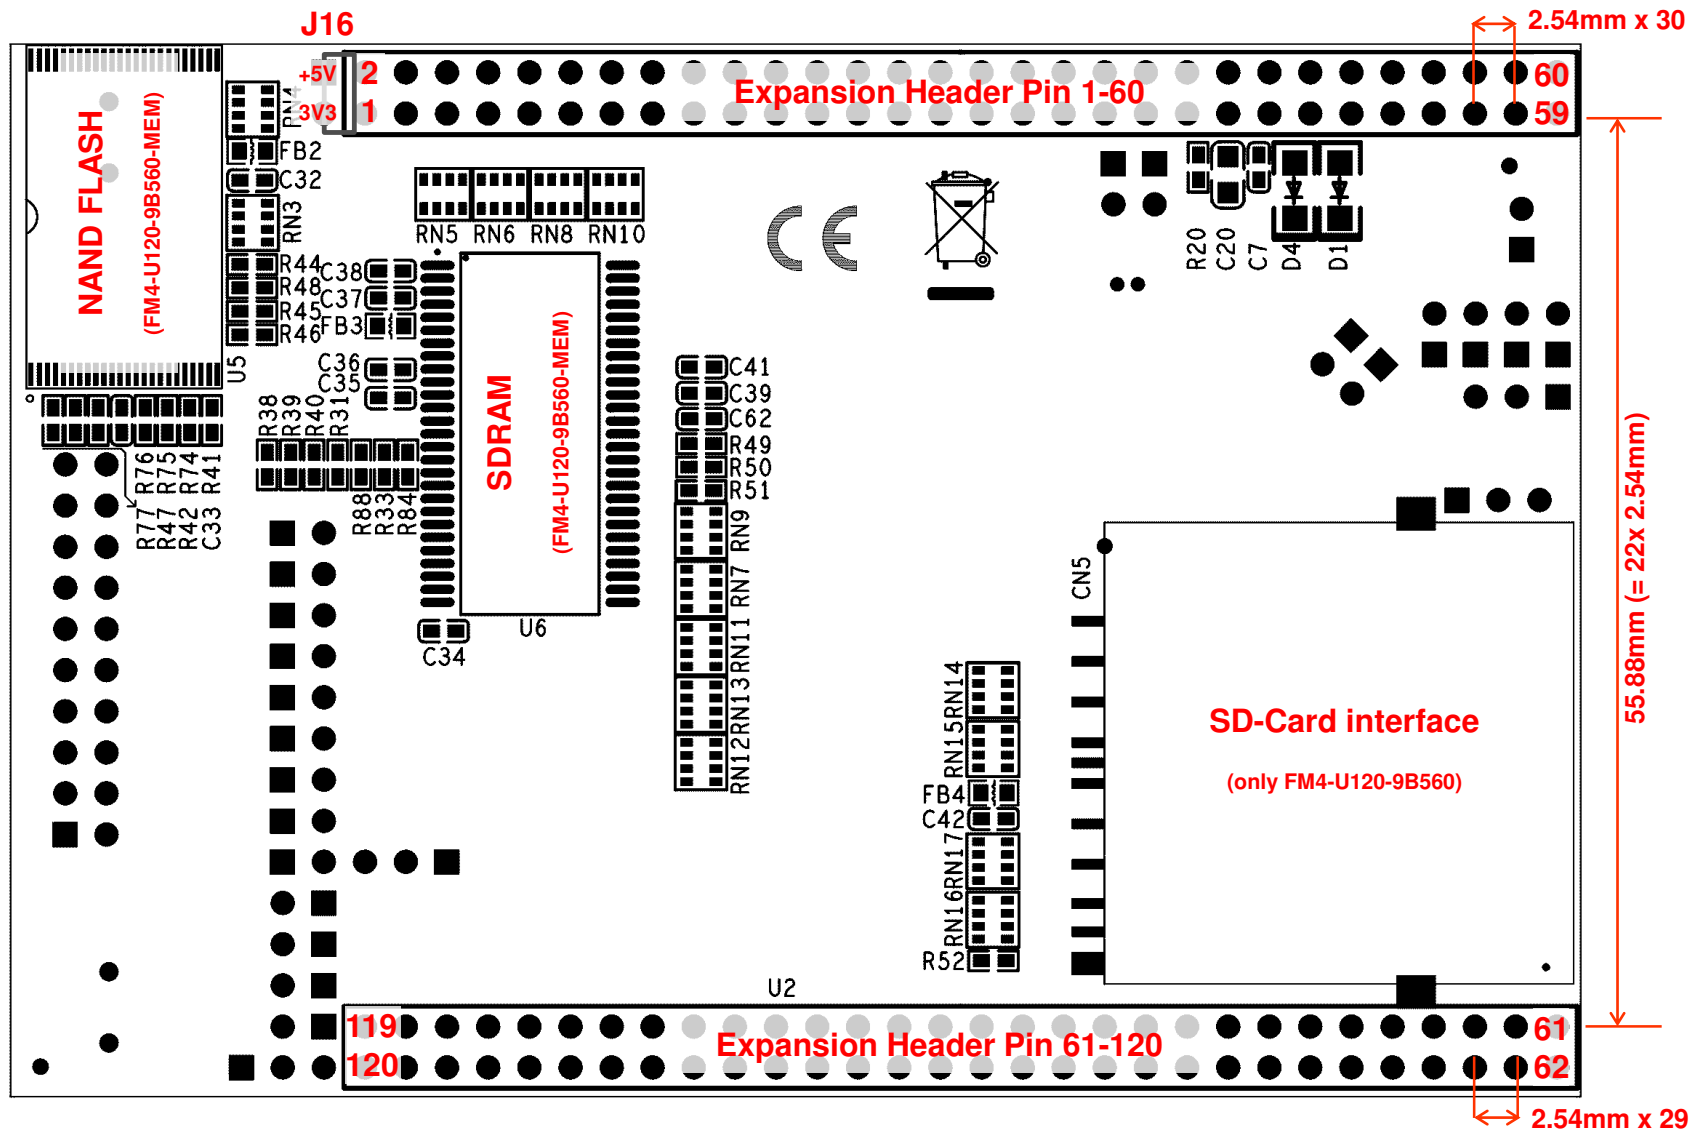 J16
2.54mm x 30
+5V
2
Expansion Header Pin 1-60
60
3V3
1
59
RN4
FB2
C32
RN3
NAND FLASH
(FM4-U120-9B560-MEM)
R44
R48
R45
R46
U5
RN5
RN6
RN8
RN10
CE
R20
C20
C7
D4
D1
C38
C37
FB3
C36
C35
SDRAM
(FM4-U120-9B560-MEM)
C41
C39
C62
R49
R50
R51
R38
R39
R40
R31
R76
R75
R74
R41
R77
R47
R42
C33
R88
R33
R84
RN9
RN7
RN11
RN13
RN12
U6
C34
CN5
55.88mm (= 22x 2.54mm)
RN14
RN15
SD-Card interface
(only FM4-U120-9B560)
FB4
C42
RN17
RN16
R52
U2
119
Expansion Header Pin 61-120
61
120
62
2.54mm x 29